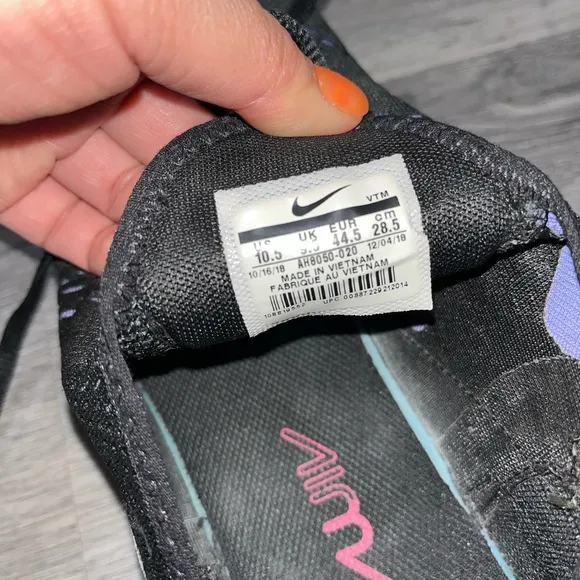 VTM
US UK EUR cm
10.5 9.5 44.5 28.5
10/16/18 AH8050-020 12/04/18
MADE IN VIETNAM
FABRIQUE AU VIETNAM
UPC 00887229212014
AIR